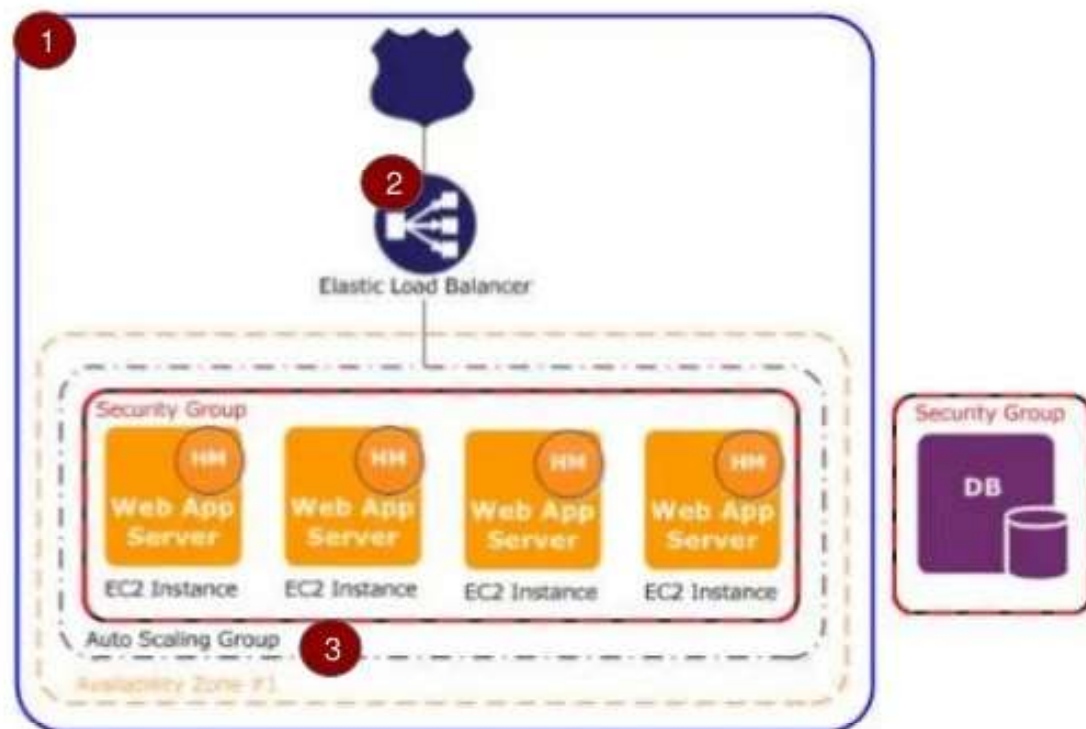 1
2
Elastic Load Balancer
Security Group
HM HM HM HM
Web App Web App Web App Web App
Server Server Server Server
EC2 Instance EC2 Instance EC2 Instance EC2 Instance
Auto Scaling Group
3
Availability Zone #1
Security Group
DB